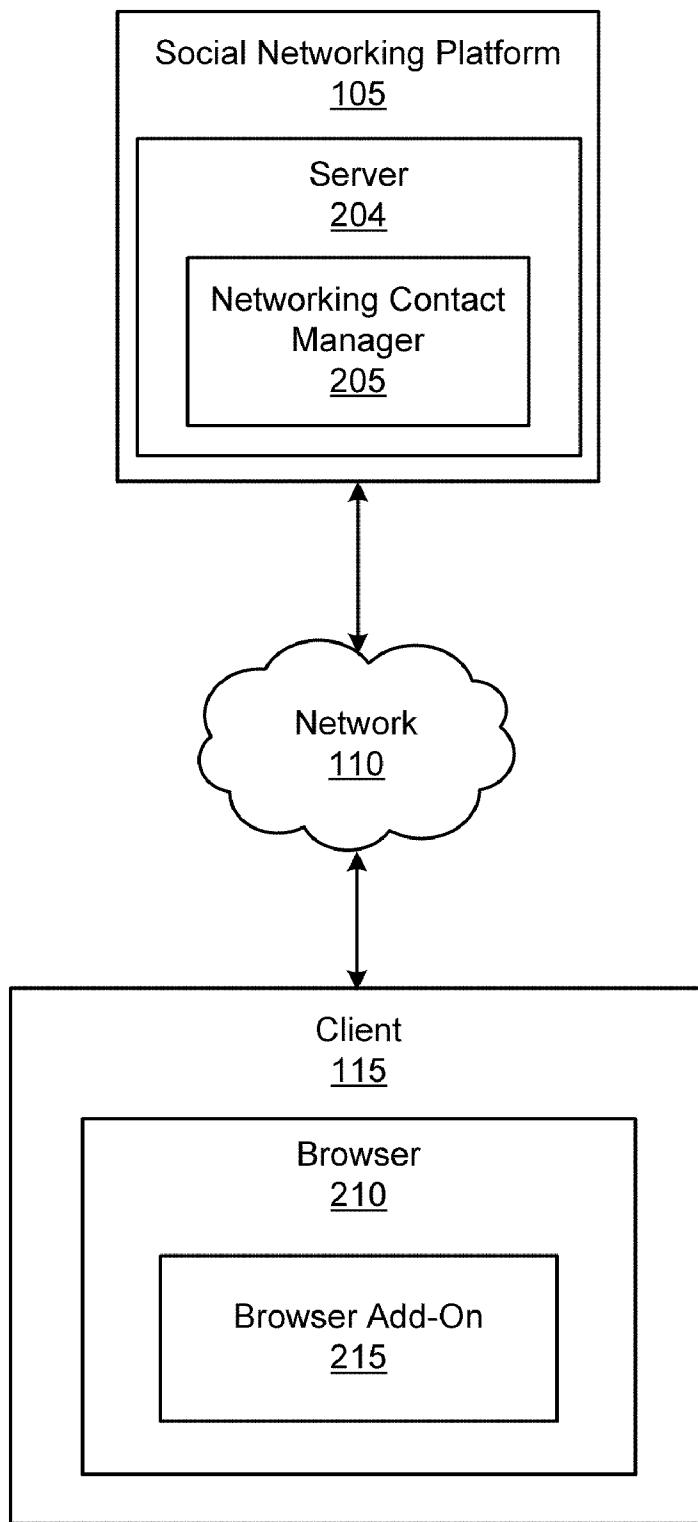 Social Networking Platform
105
Server
204
Networking Contact
Manager
205
Network
110
Client
115
Browser
210
Browser Add-On
215